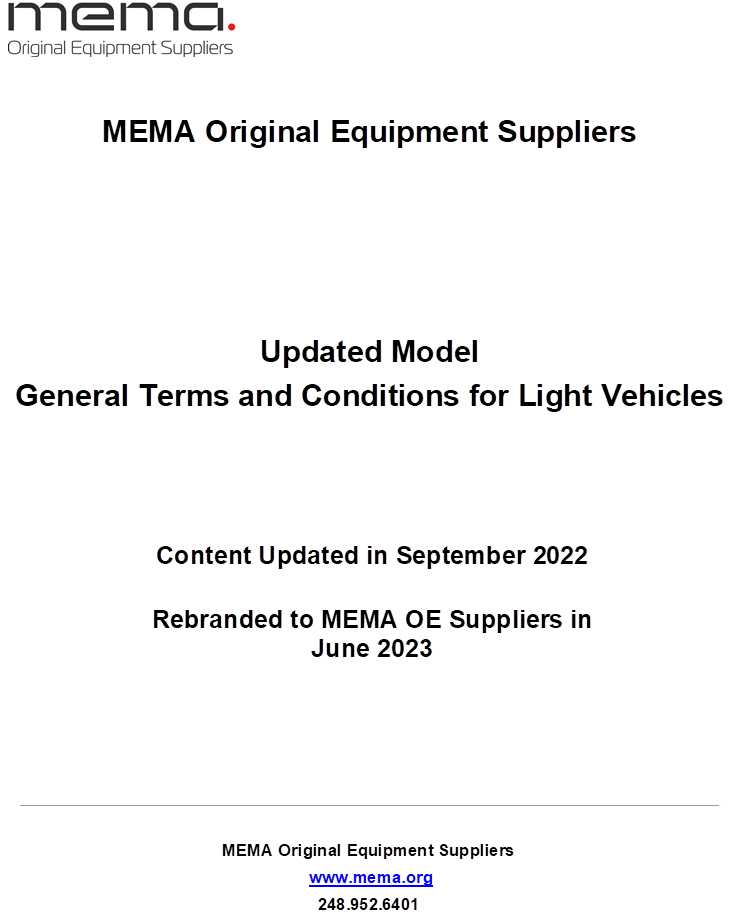 mema.
Original Equipment Suppliers
MEMA Original Equipment Suppliers
Updated Model
General Terms and Conditions for Light Vehicles
Content Updated in September 2022
Rebranded to MEMA OE Suppliers in
June 2023
MEMA Original Equipment Suppliers
www.mema.org
248.952.6401